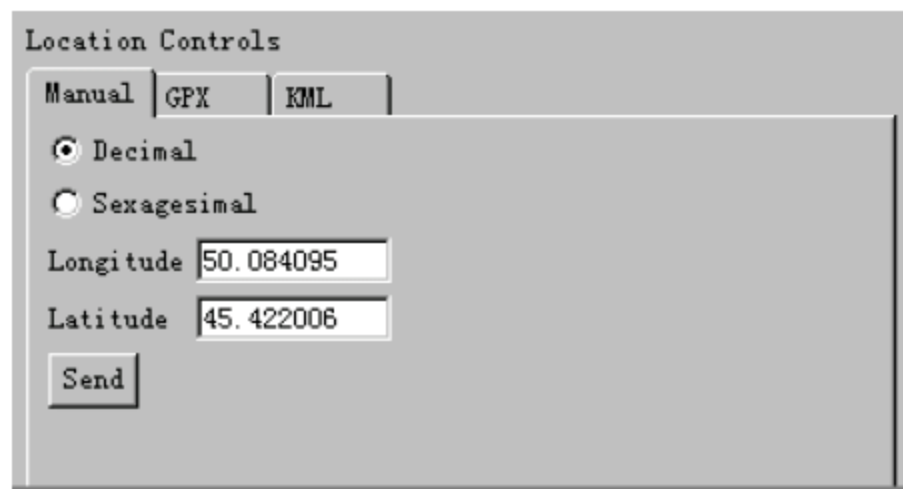 Location Controls
Manual GPX KML
Decimal
Sexagesimal
Longitude 50.084095
Latitude 45.422006
Send